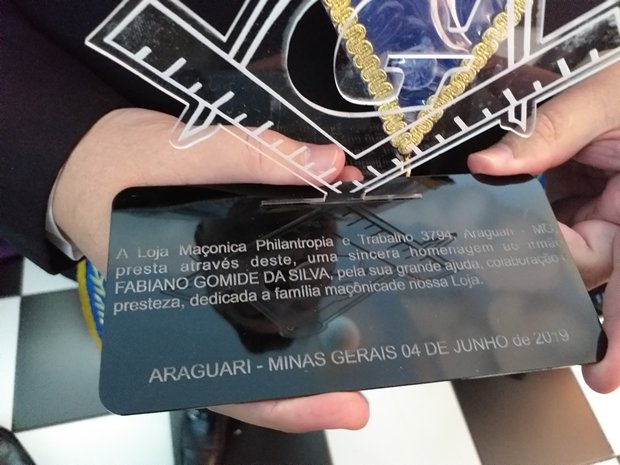 A Loja Maçonica Philantropia e Trabalho 3794, Araguari - MG,
presta através deste, uma sincera homenagem ao irmão
FABIANO GOMIDE DA SILVA, pela sua grande ajuda, colaboração
presteza, dedicada a família maçônicade nossa Loja.
ARAGUARI - MINAS GERAIS 04 DE JUNHO de 2019